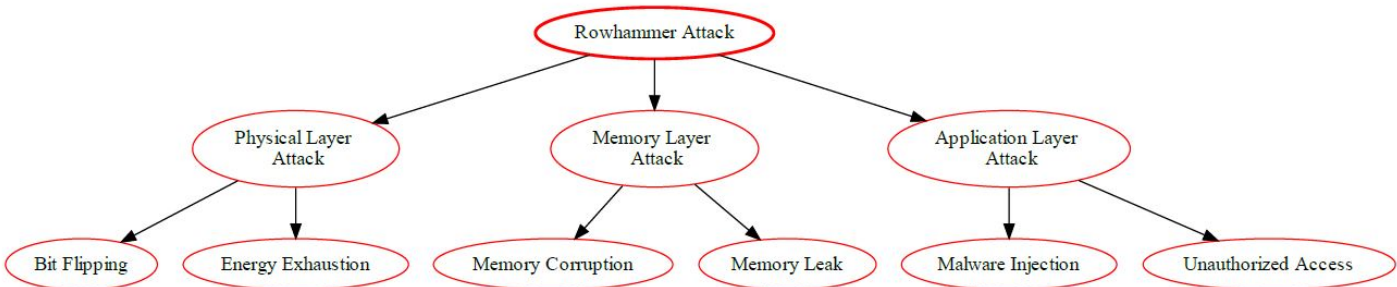 Rowhammer Attack
Physical Layer
Attack
Memory Layer
Attack
Application Layer
Attack
Bit Flipping
Energy Exhaustion
Memory Corruption
Memory Leak
Malware Injection
Unauthorized Access